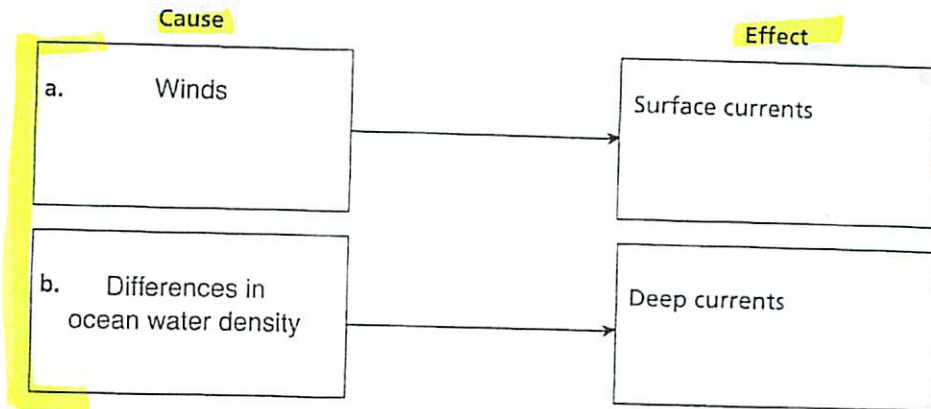 Cause
Effect
a. Winds
Surface currents
b. Differences in
ocean water density
Deep currents